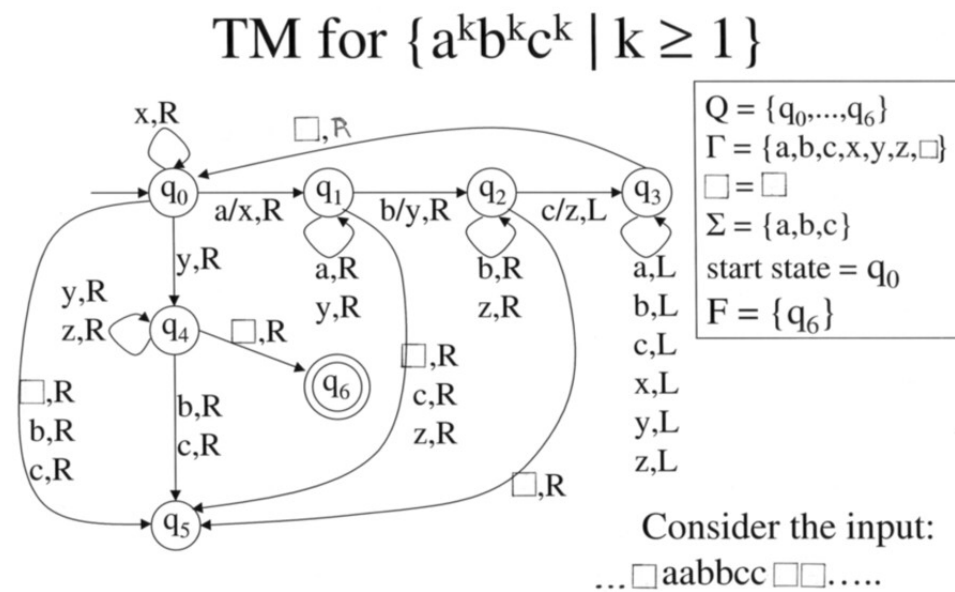 TM for {aᵏbᵏcᵏ | k ≥ 1}
x,R
□,R
q₀
a/x,R
q₁
b/y,R
q₂
c/z,L
q₃
a,R
y,R
b,R
z,R
a,L
b,L
c,L
x,L
y,L
z,L
y,R
y,R
z,R
q₄
□,R
q₆
□,R
b,R
c,R
b,R
c,R
□,R
c,R
z,R
□,R
q₅
Q = {q₀,...,q₆}
Γ = {a,b,c,x,y,z,□}
□ = □
Σ = {a,b,c}
start state = q₀
F = {q₆}
Consider the input:
...□aabbcc □□.....